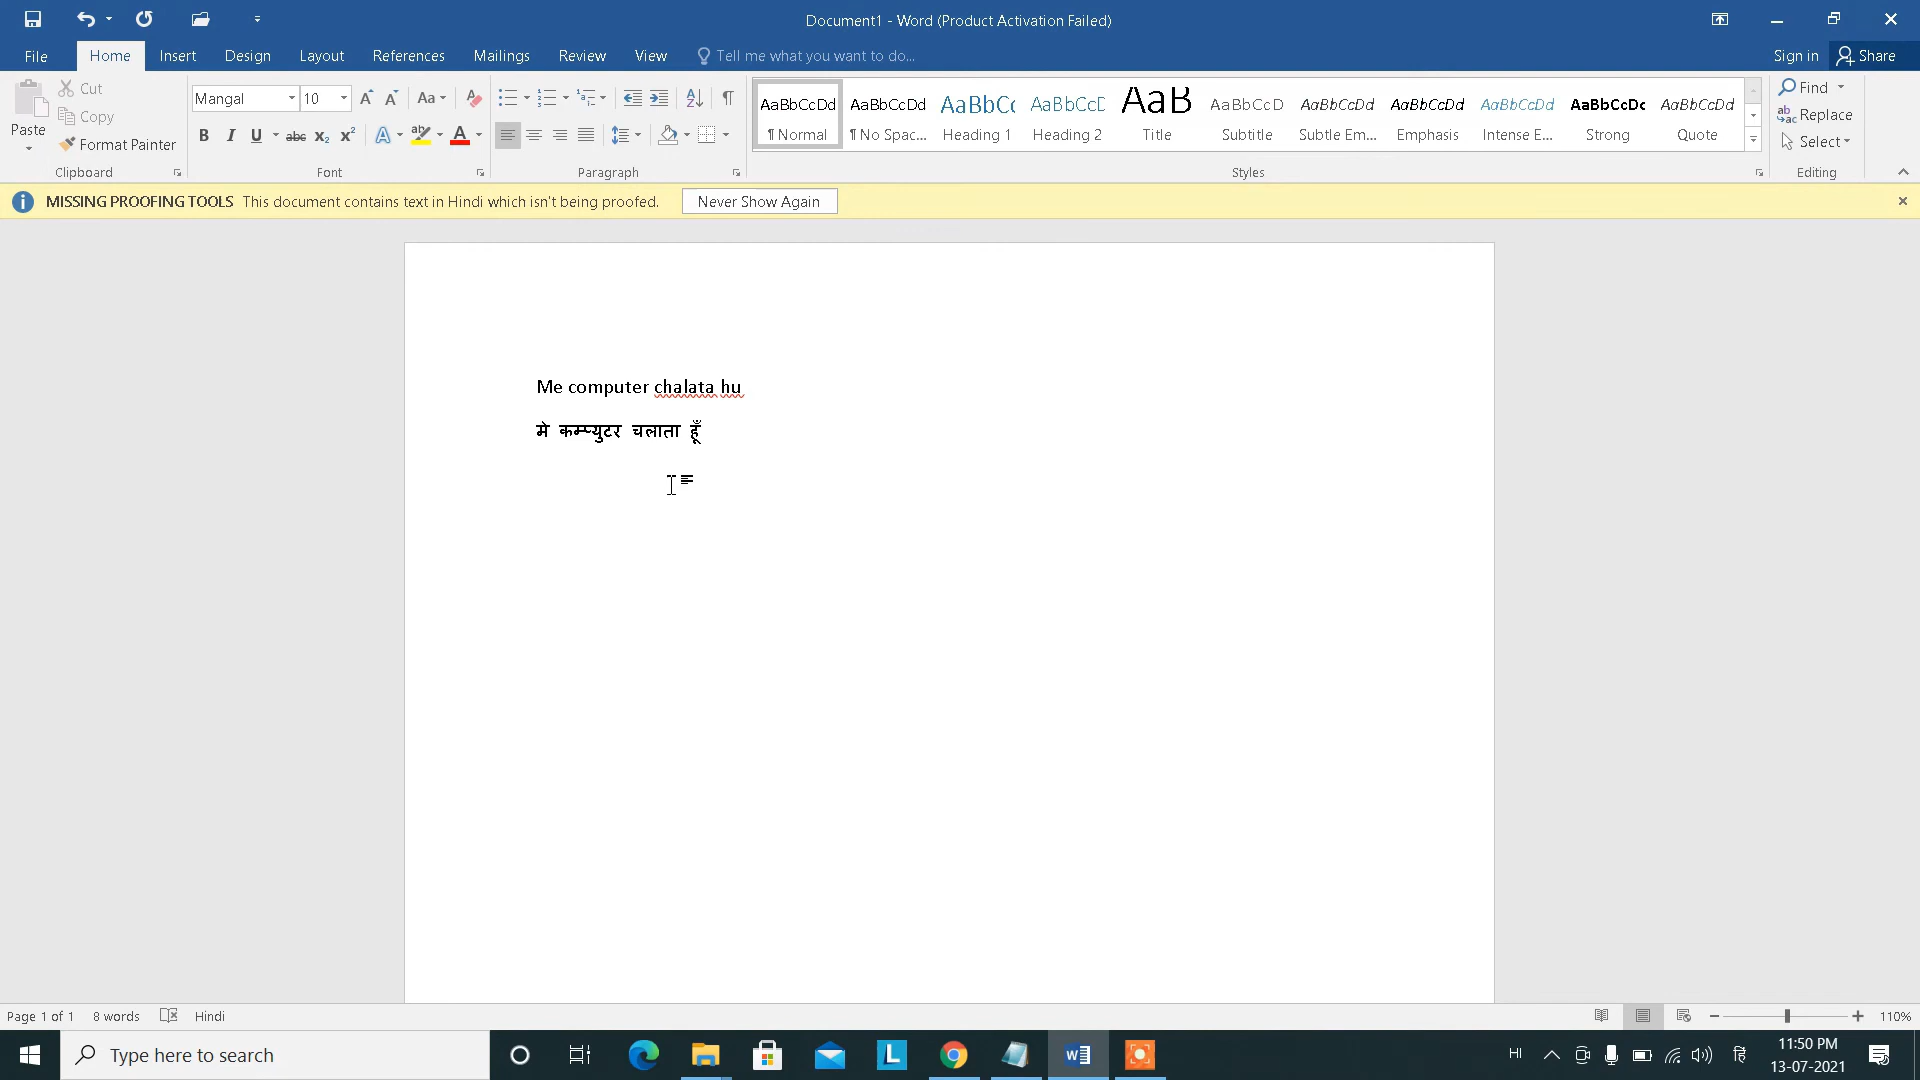 Document1 - Word (Product Activation Failed)
File Home Insert Design Layout References Mailings Review View Tell me what you want to do... Sign in Share
Paste Cut Copy Format Painter Clipboard
Mangal 10 Aa
B I U abc X₂ X² A ab A
Font
Paragraph
AaBbCcDd AaBbCcDd AaBbCc AaBbCcD AaB AaBbCcD AaBbCcDd AaBbCcDd AaBbCcDd AaBbCcDc AaBbCcDd
¶ Normal ¶ No Spac... Heading 1 Heading 2 Title Subtitle Subtle Em... Emphasis Intense E... Strong Quote
Styles
Find
Replace
Select
Editing
MISSING PROOFING TOOLS This document contains text in Hindi which isn't being proofed. Never Show Again
Me computer chalata hu
मे कम्प्युटर चलाता हूँ
Page 1 of 1 8 words Hindi 110%
Type here to search
HI हि 11:50 PM
13-07-2021